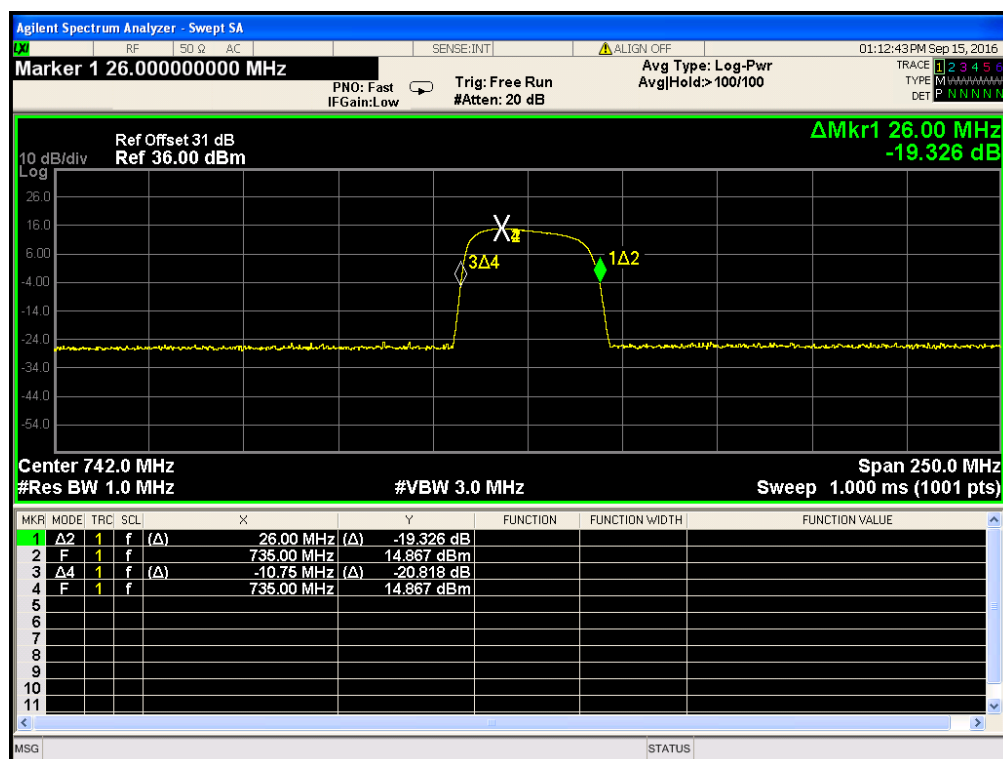 Agilent Spectrum Analyzer - Swept SA
LXI RF 50 Ω AC SENSE:INT ALIGN OFF 01:12:43 PM Sep 15, 2016
Marker 1 26.000000000 MHz
PNO: Fast
IFGain:Low
Trig: Free Run
#Atten: 20 dB
Avg Type: Log-Pwr
Avg|Hold:>100/100
TRACE 1 2 3 4 5 6
TYPE M
DET P N N N N N
ΔMkr1 26.00 MHz
-19.326 dB
Ref Offset 31 dB
10 dB/div Ref 36.00 dBm
Log
26.0
16.0
6.00
-4.00
-14.0
-24.0
-34.0
-44.0
-54.0
3Δ4
1Δ2
Center 742.0 MHz Span 250.0 MHz
#Res BW 1.0 MHz #VBW 3.0 MHz Sweep 1.000 ms (1001 pts)
MKR MODE TRC SCL X Y FUNCTION FUNCTION WIDTH FUNCTION VALUE
1 Δ2 1 f (Δ) 26.00 MHz (Δ) -19.326 dB
2 F 1 f 735.00 MHz 14.867 dBm
3 Δ4 1 f (Δ) -10.75 MHz (Δ) -20.818 dB
4 F 1 f 735.00 MHz 14.867 dBm
5
6
7
8
9
10
11
MSG STATUS